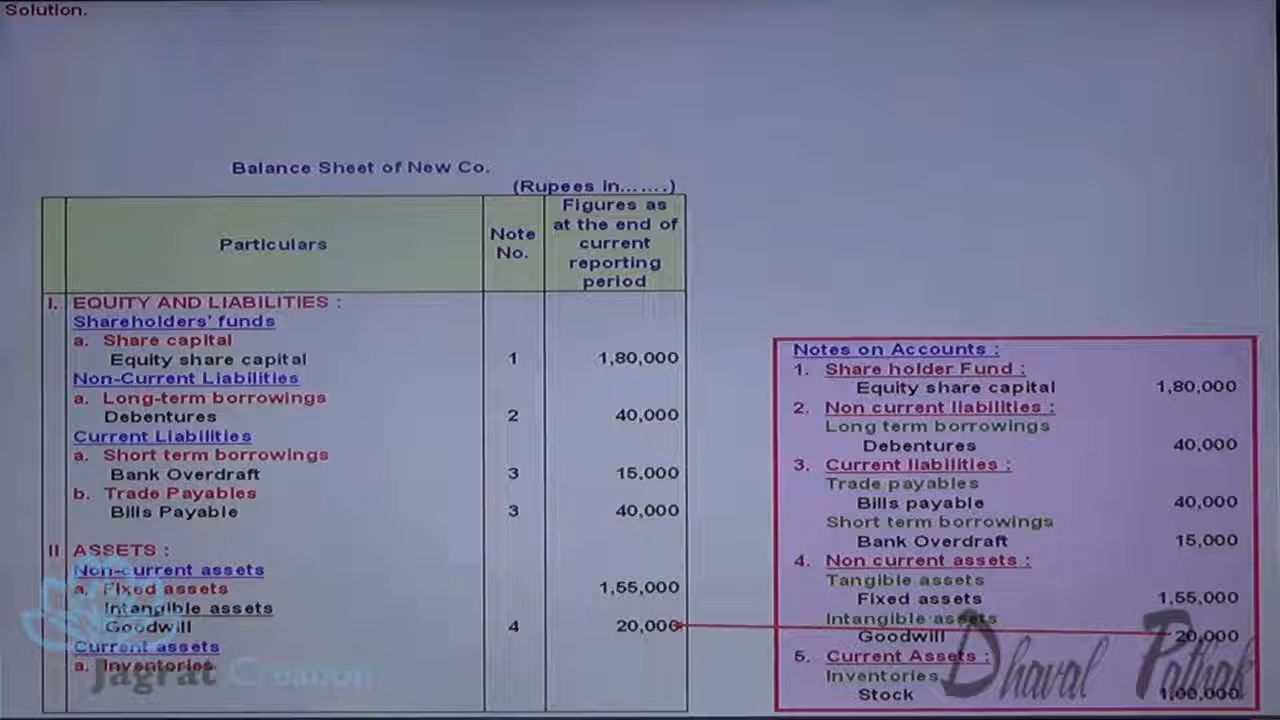 Solution.
Balance Sheet of New Co.
(Rupees in.......)
Particulars
Note No.
Figures as at the end of current reporting period
I. EQUITY AND LIABILITIES :
Shareholders' funds
a. Share capital
Equity share capital 1 1,80,000
Non-Current Liabilities
a. Long-term borrowings
Debentures 2 40,000
Current Liabilities
a. Short term borrowings
Bank Overdraft 3 15,000
b. Trade Payables
Bills Payable 3 40,000
II ASSETS :
Non-current assets
a. Fixed assets 1,55,000
Intangible assets
Goodwill 4 20,000
Current assets
a. Inventories
Notes on Accounts :
1. Share holder Fund :
Equity share capital 1,80,000
2. Non current liabilities :
Long term borrowings
Debentures 40,000
3. Current liabilities :
Trade payables
Bills payable 40,000
Short term borrowings
Bank Overdraft 15,000
4. Non current assets :
Tangible assets
Fixed assets 1,55,000
Intangible assets
Goodwill 20,000
5. Current Assets :
Inventories
Stock 1,00,000
Jagrat Creation
Dhaval Pathak